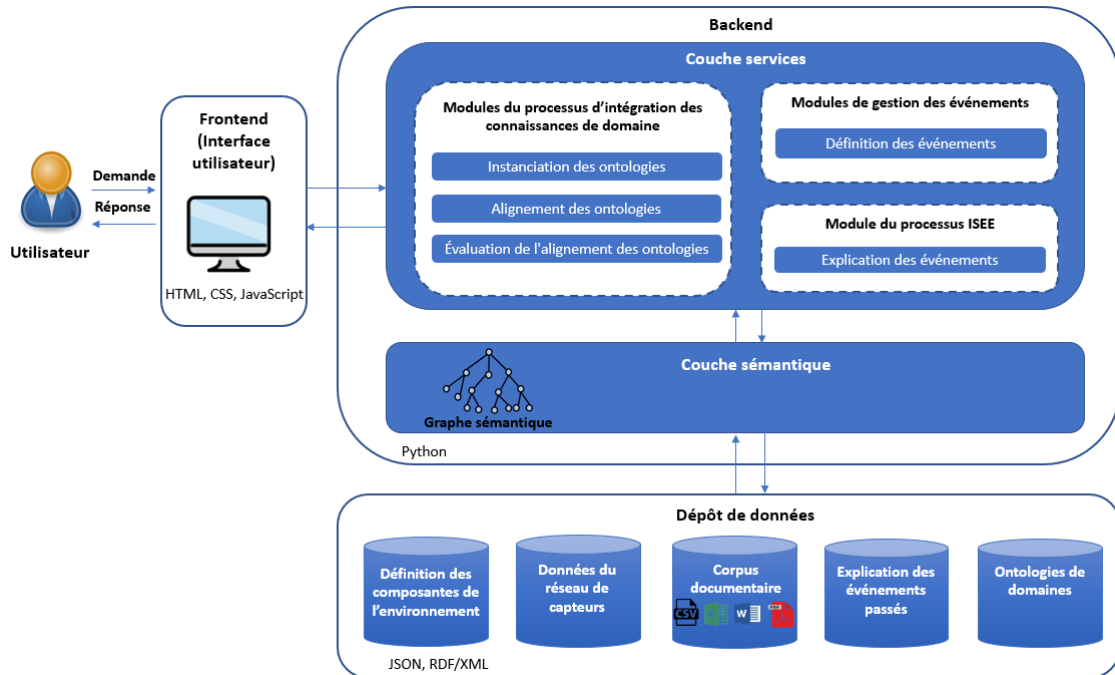 Backend
Couche services
Modules du processus d'intégration des
connaissances de domaine
Instanciation des ontologies
Alignement des ontologies
Évaluation de l'alignement des ontologies
Modules de gestion des événements
Définition des événements
Module du processus ISEE
Explication des événements
Frontend
(Interface
utilisateur)
HTML, CSS, JavaScript
Demande
Réponse
Utilisateur
Couche sémantique
Graphe sémantique
Python
Dépôt de données
Définition des
composantes de
l'environnement
Données du
réseau de
capteurs
Corpus
documentaire
CSV
X
W
PDF
Explication des
événements
passés
Ontologies de
domaines
JSON, RDF/XML